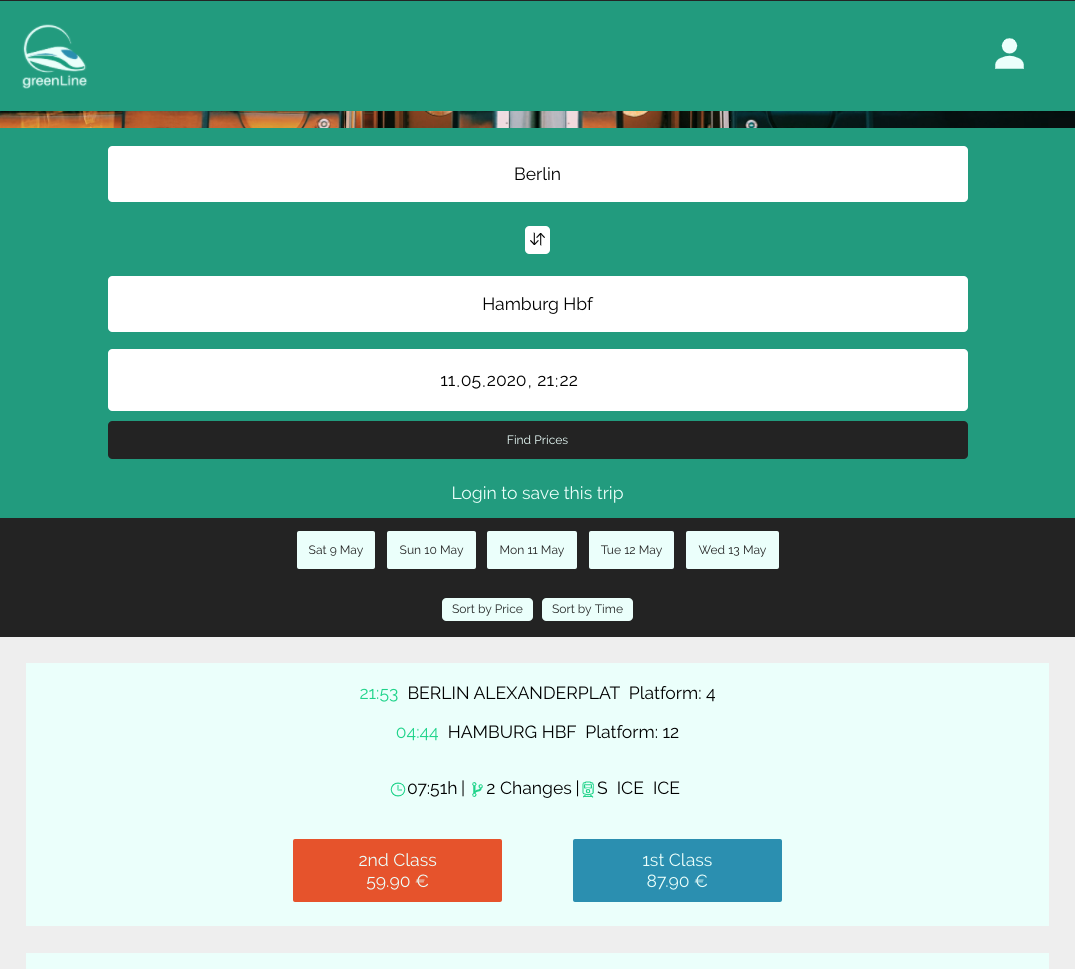 greenLine
Berlin
Hamburg Hbf
11.05.2020, 21:22
Find Prices
Login to save this trip
Sat 9 May Sun 10 May Mon 11 May Tue 12 May Wed 13 May
Sort by Price Sort by Time
21:53 BERLIN ALEXANDERPLAT Platform: 4
04:44 HAMBURG HBF Platform: 12
07:51h | 2 Changes | S ICE ICE
2nd Class 1st Class
59.90 € 87.90 €